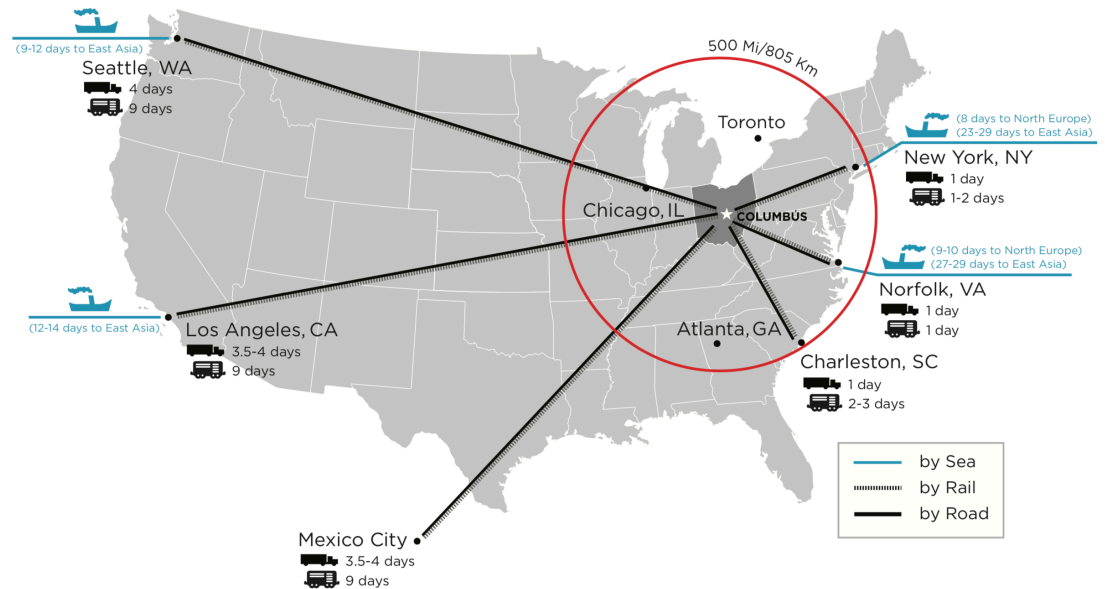 500 Mi/805 Km
(9-12 days to East Asia)
Seattle, WA
4 days
9 days
Toronto
(8 days to North Europe)
(23-29 days to East Asia)
New York, NY
1 day
1-2 days
Chicago, IL
COLUMBUS
(9-10 days to North Europe)
(27-29 days to East Asia)
Norfolk, VA
1 day
1 day
(12-14 days to East Asia)
Los Angeles, CA
3.5-4 days
9 days
Atlanta, GA
Charleston, SC
1 day
2-3 days
Mexico City
3.5-4 days
9 days
by Sea
by Rail
by Road